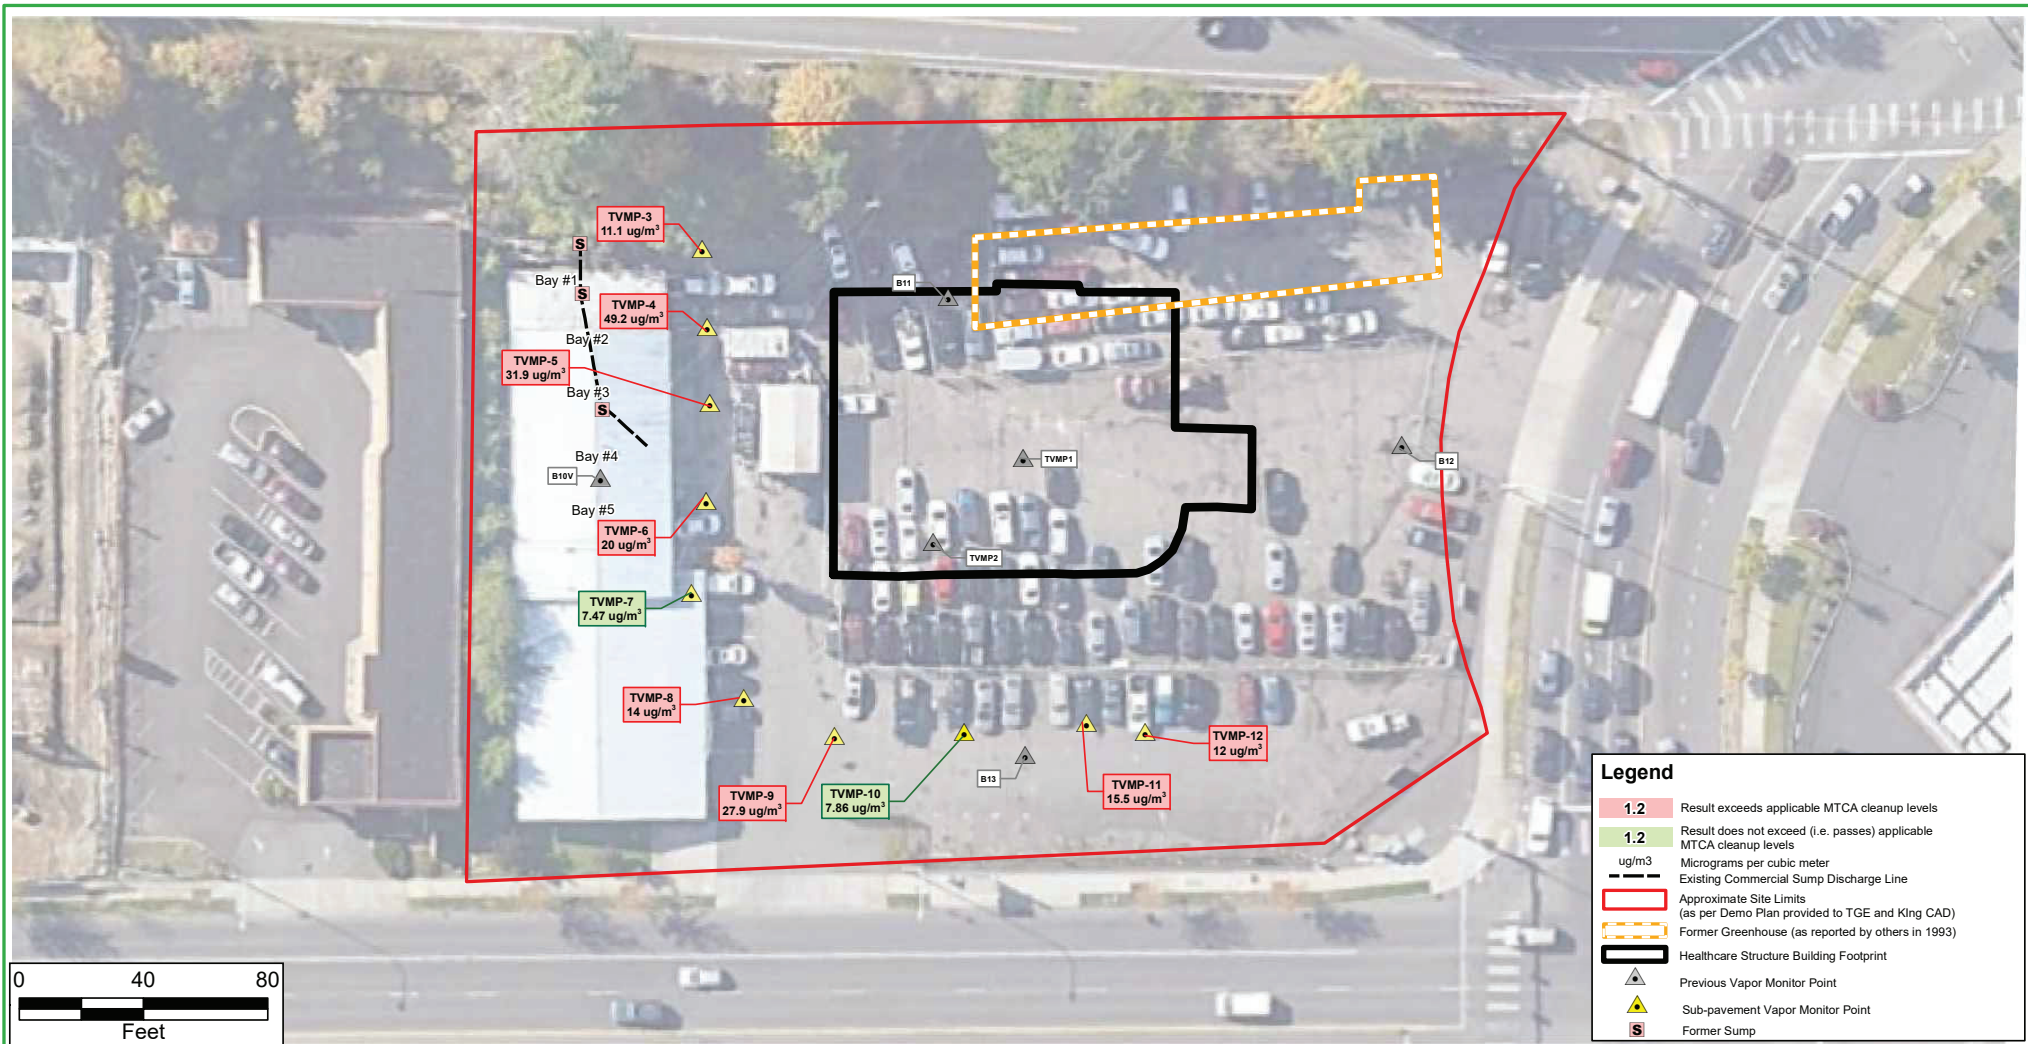 TVMP-3
11.1 ug/m³
S
Bay #1
S
B11
TVMP-4
49.2 ug/m³
Bay #2
TVMP-5
31.9 ug/m³
Bay #3
S
Bay #4
B10V
Bay #5
TVMP1
B12
TVMP-6
20 ug/m³
TVMP2
TVMP-7
7.47 ug/m³
TVMP-8
14 ug/m³
TVMP-9
27.9 ug/m³
TVMP-10
7.86 ug/m³
B13
TVMP-11
15.5 ug/m³
TVMP-12
12 ug/m³
Legend
1.2 Result exceeds applicable MTCA cleanup levels
1.2 Result does not exceed (i.e. passes) applicable
MTCA cleanup levels
ug/m3 Micrograms per cubic meter
Existing Commercial Sump Discharge Line
Approximate Site Limits
(as per Demo Plan provided to TGE and KIng CAD)
Former Greenhouse (as reported by others in 1993)
Healthcare Structure Building Footprint
Previous Vapor Monitor Point
Sub-pavement Vapor Monitor Point
S Former Sump
0 40 80
Feet